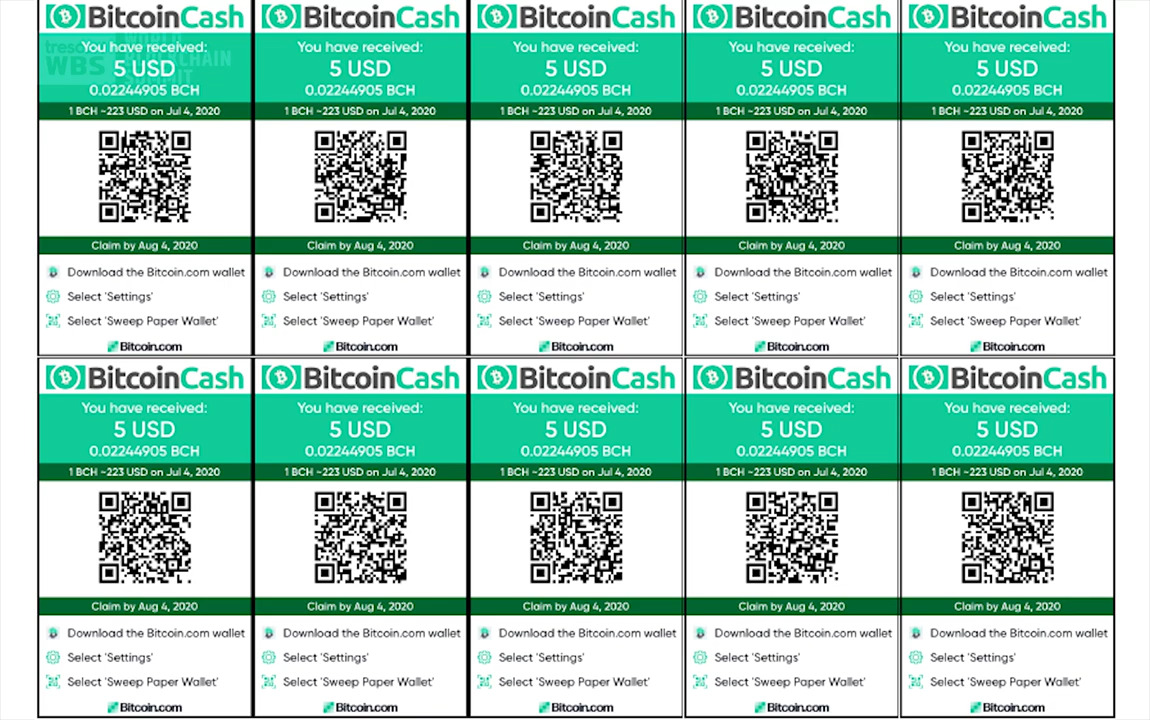 BitcoinCash BitcoinCash BitcoinCash BitcoinCash BitcoinCash
You have received: You have received: You have received: You have received: You have received:
tresc WORLD
WBS BLOCKCHAIN
SUMMIT
5 USD 5 USD 5 USD 5 USD 5 USD
0.02244905 BCH 0.02244905 BCH 0.02244905 BCH 0.02244905 BCH 0.02244905 BCH
1 BCH ~223 USD on Jul 4, 2020 1 BCH ~223 USD on Jul 4, 2020 1 BCH ~223 USD on Jul 4, 2020 1 BCH ~223 USD on Jul 4, 2020 1 BCH ~223 USD on Jul 4, 2020
Claim by Aug 4, 2020 Claim by Aug 4, 2020 Claim by Aug 4, 2020 Claim by Aug 4, 2020 Claim by Aug 4, 2020
Download the Bitcoin.com wallet Download the Bitcoin.com wallet Download the Bitcoin.com wallet Download the Bitcoin.com wallet Download the Bitcoin.com wallet
Select 'Settings' Select 'Settings' Select 'Settings' Select 'Settings' Select 'Settings'
Select 'Sweep Paper Wallet' Select 'Sweep Paper Wallet' Select 'Sweep Paper Wallet' Select 'Sweep Paper Wallet' Select 'Sweep Paper Wallet'
Bitcoin.com Bitcoin.com Bitcoin.com Bitcoin.com Bitcoin.com
BitcoinCash BitcoinCash BitcoinCash BitcoinCash BitcoinCash
You have received: You have received: You have received: You have received: You have received:
5 USD 5 USD 5 USD 5 USD 5 USD
0.02244905 BCH 0.02244905 BCH 0.02244905 BCH 0.02244905 BCH 0.02244905 BCH
1 BCH ~223 USD on Jul 4, 2020 1 BCH ~223 USD on Jul 4, 2020 1 BCH ~223 USD on Jul 4, 2020 1 BCH ~223 USD on Jul 4, 2020 1 BCH ~223 USD on Jul 4, 2020
Claim by Aug 4, 2020 Claim by Aug 4, 2020 Claim by Aug 4, 2020 Claim by Aug 4, 2020 Claim by Aug 4, 2020
Download the Bitcoin.com wallet Download the Bitcoin.com wallet Download the Bitcoin.com wallet Download the Bitcoin.com wallet Download the Bitcoin.com wallet
Select 'Settings' Select 'Settings' Select 'Settings' Select 'Settings' Select 'Settings'
Select 'Sweep Paper Wallet' Select 'Sweep Paper Wallet' Select 'Sweep Paper Wallet' Select 'Sweep Paper Wallet' Select 'Sweep Paper Wallet'
Bitcoin.com Bitcoin.com Bitcoin.com Bitcoin.com Bitcoin.com